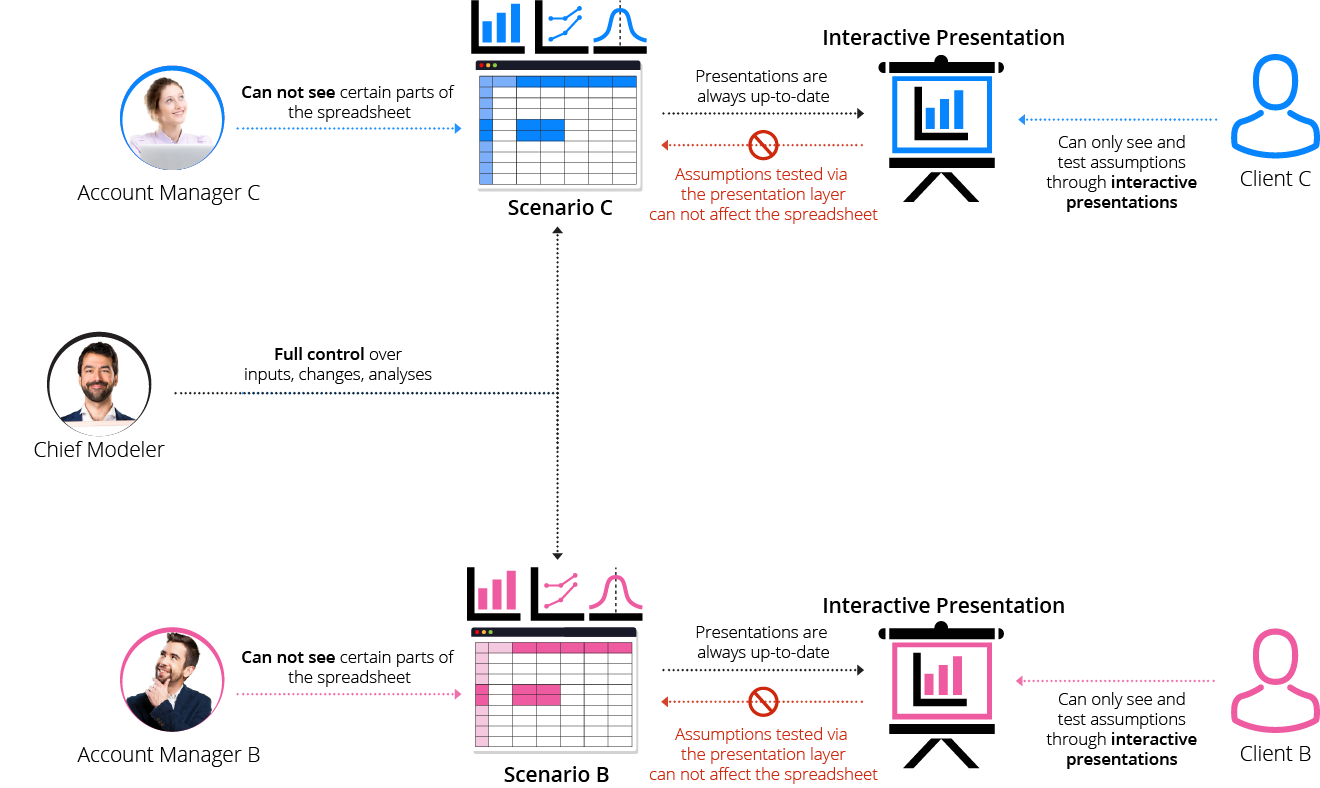 Interactive Presentation
Can not see certain parts of
the spreadsheet
Presentations are
always up-to-date
Assumptions tested via
the presentation layer
can not affect the spreadsheet
Can only see and
test assumptions
through interactive
presentations
Account Manager C
Scenario C
Client C
Full control over
inputs, changes, analyses
Chief Modeler
Interactive Presentation
Can not see certain parts of
the spreadsheet
Presentations are
always up-to-date
Assumptions tested via
the presentation layer
can not affect the spreadsheet
Can only see and
test assumptions
through interactive
presentations
Account Manager B
Scenario B
Client B